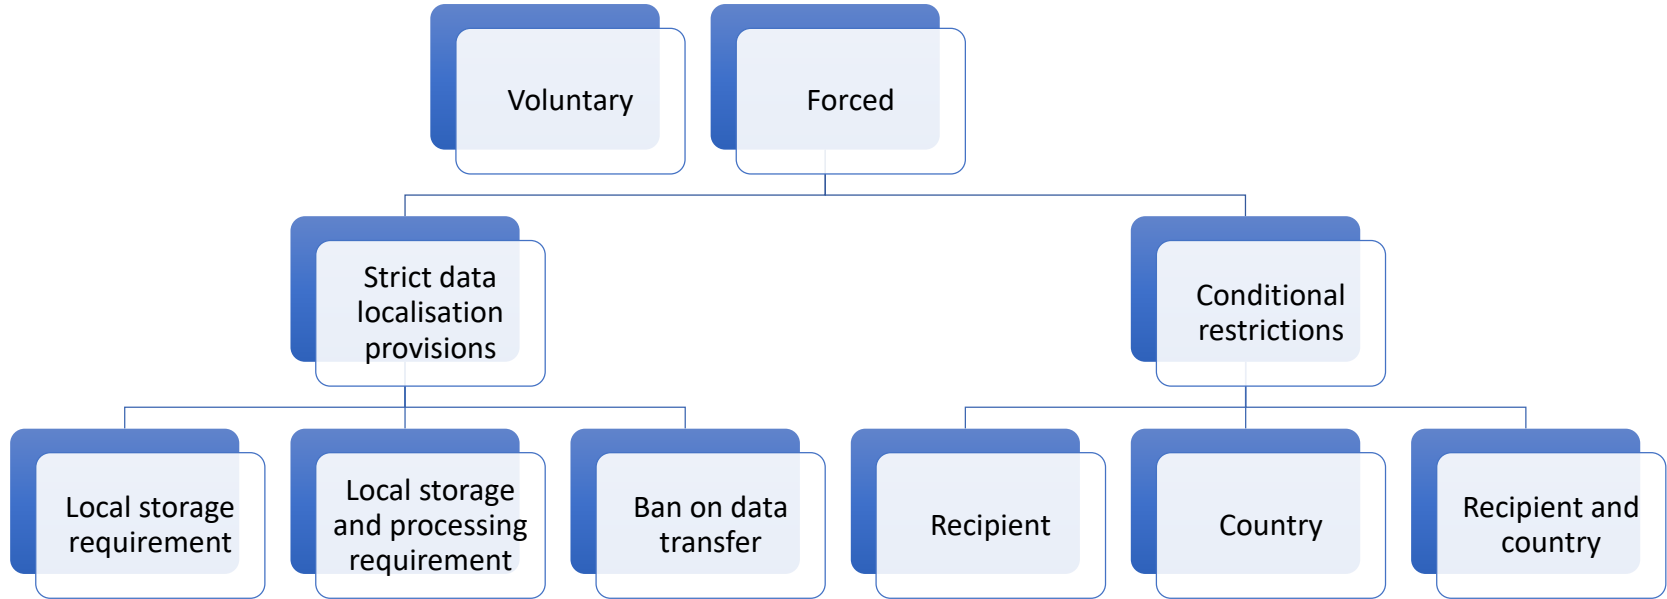 Voluntary
Forced
Strict data
localisation
provisions
Conditional
restrictions
Local storage
requirement
Local storage
and processing
requirement
Ban on data
transfer
Recipient
Country
Recipient and
country